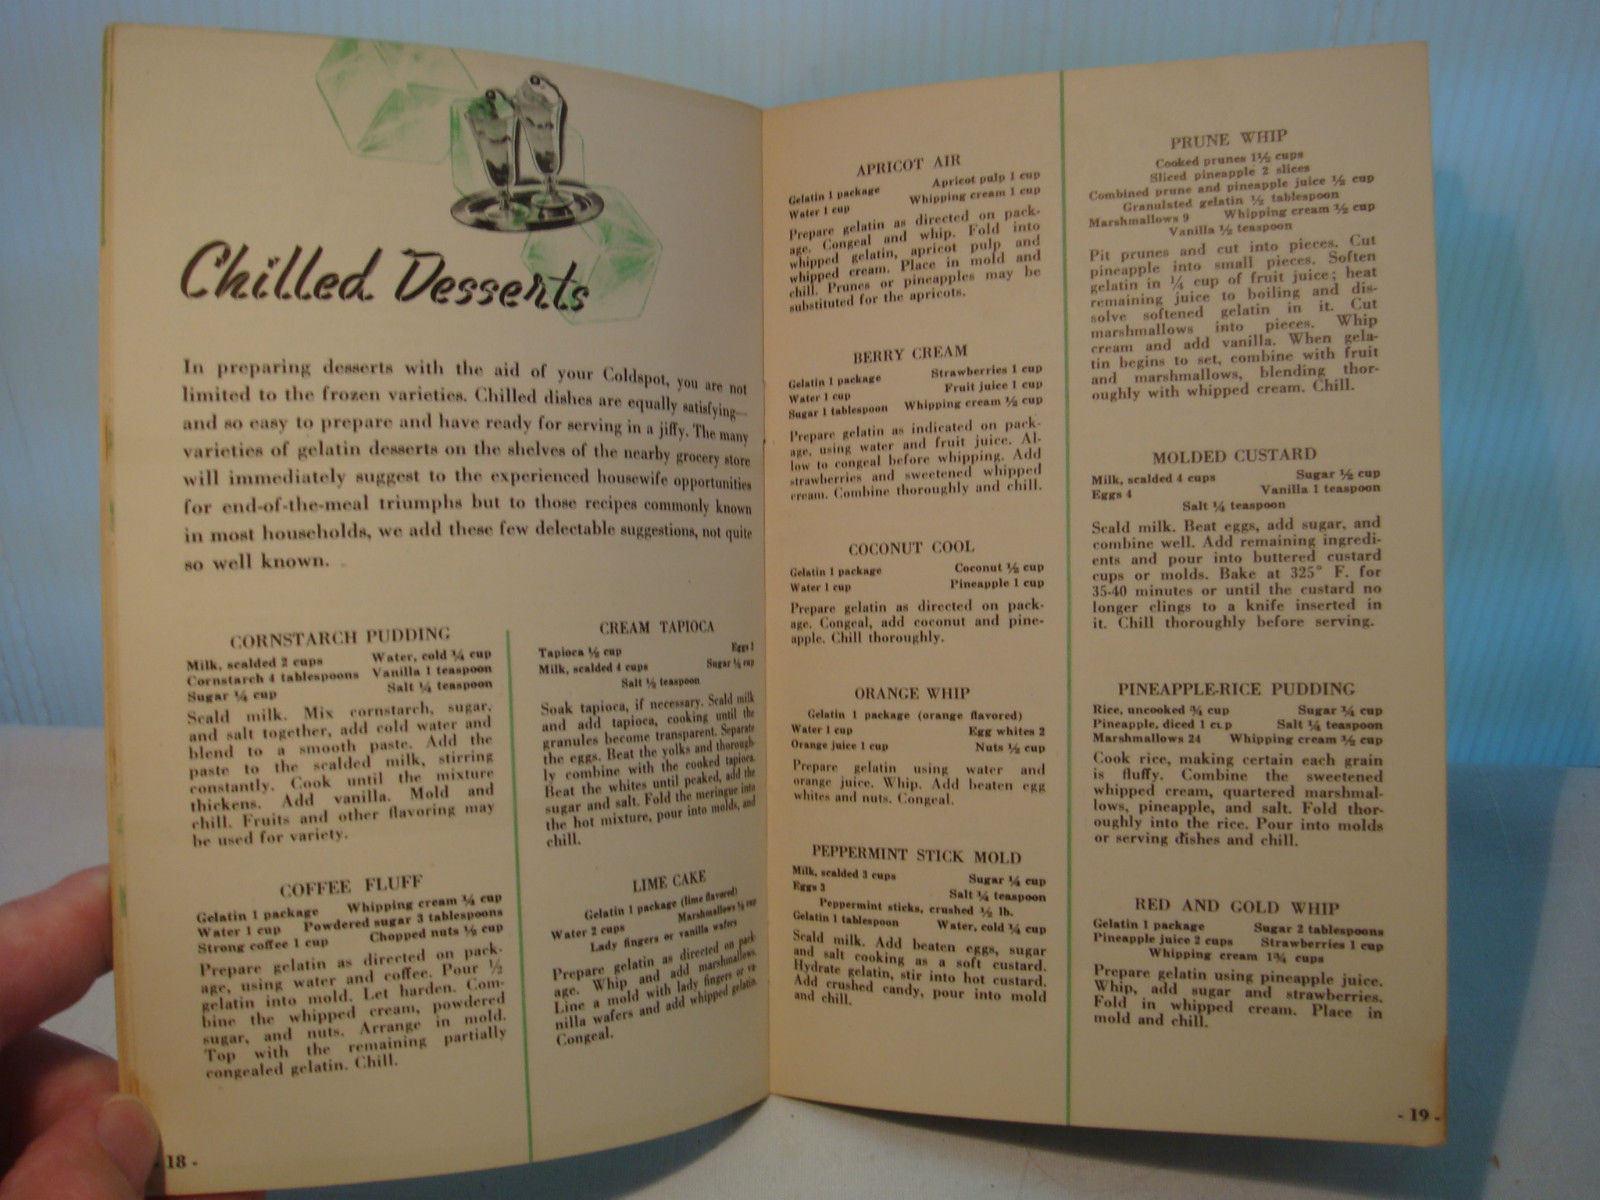 Chilled Desserts
In preparing desserts with the aid of your Coldspot, you are not
limited to the frozen varieties. Chilled dishes are equally satisfying—
and so easy to prepare and have ready for serving in a jiffy. The many
varieties of gelatin desserts on the shelves of the nearby grocery store
will immediately suggest to the experienced housewife opportunities
for end-of-the-meal triumphs but to those recipes commonly known
in most households, we add these few delectable suggestions, not quite
so well known.
CORNSTARCH PUDDING
Milk, scalded 2 cups Water, cold ¼ cup
Cornstarch 4 tablespoons Vanilla 1 teaspoon
Sugar ¼ cup Salt ¼ teaspoon
Scald milk. Mix cornstarch, sugar,
and salt together, add cold water and
blend to a smooth paste. Add the
paste to the scalded milk, stirring
constantly. Cook until the mixture
thickens. Add vanilla. Mold and
chill. Fruits and other flavoring may
be used for variety.
COFFEE FLUFF
Gelatin 1 package Whipping cream ¾ cup
Water 1 cup Powdered sugar 3 tablespoons
Strong coffee 1 cup Chopped nuts ½ cup
Prepare gelatin as directed on pack-
age, using water and coffee. Pour ½
gelatin into mold. Let harden. Com-
bine the whipped cream, powdered
sugar, and nuts. Arrange in mold.
Top with the remaining partially
congealed gelatin. Chill.
- 18 -
CREAM TAPIOCA
Tapioca ½ cup Eggs
Milk, scalded 4 cups Sugar cup
Salt ½ teaspoon
Soak tapioca, if necessary. Scald milk
and add tapioca, cooking until the
granules become transparent. Separate
the eggs. Beat the yolks and thorough-
ly combine with the cooked tapioca.
Beat the whites until peaked, add the
sugar and salt. Fold the meringue into
the hot mixture, pour into molds, and
chill.
LIME CAKE
Gelatin 1 package (lime flavored)
Water 2 cups Marshmallows cup
Lady fingers or vanilla wafers
Prepare gelatin as directed on pack-
age. Whip and add marshmallows.
Line a mold with lady fingers or va-
nilla wafers and add whipped gelatin.
Congeal.
APRICOT AIR
Gelatin 1 package Apricot pulp 1 cup
Water 1 cup Whipping cream 1 cup
Prepare gelatin as directed on pack-
age. Congeal and whip. Fold into
whipped gelatin, apricot pulp and
whipped cream. Place in mold and
chill. Prunes or pineapples may be
substituted for the apricots.
BERRY CREAM
Gelatin 1 package Strawberries 1 cup
Water 1 cup Fruit juice 1 cup
Sugar 1 tablespoon Whipping cream ½ cup
Prepare gelatin as indicated on pack-
age, using water and fruit juice. Al-
low to congeal before whipping. Add
strawberries and sweetened whipped
cream. Combine thoroughly and chill.
COCONUT COOL
Gelatin 1 package Coconut ½ cup
Water 1 cup Pineapple 1 cup
Prepare gelatin as directed on pack-
age. Congeal, add coconut and pine-
apple. Chill thoroughly.
ORANGE WHIP
Gelatin 1 package (orange flavored)
Water 1 cup Egg whites 2
Orange juice 1 cup Nuts ½ cup
Prepare gelatin using water and
orange juice. Whip. Add beaten egg
whites and nuts. Congeal.
PEPPERMINT STICK MOLD
Milk, scalded 3 cups Sugar ¼ cup
Eggs 3 Salt ¼ teaspoon
Peppermint sticks, crushed ½ lb.
Gelatin 1 tablespoon Water, cold ¼ cup
Scald milk. Add beaten eggs, sugar
and salt cooking as a soft custard.
Hydrate gelatin, stir into hot custard.
Add crushed candy, pour into mold
and chill.
PRUNE WHIP
Cooked prunes 1½ cups
Sliced pineapple 2 slices
Combined prune and pineapple juice ½ cup
Granulated gelatin ½ tablespoon
Marshmallows 9 Whipping cream ½ cup
Vanilla ½ teaspoon
Pit prunes and cut into pieces. Cut
pineapple into small pieces. Soften
gelatin in ¼ cup of fruit juice; heat
remaining juice to boiling and dis-
solve softened gelatin in it. Cut
marshmallows into pieces. Whip
cream and add vanilla. When gela-
tin begins to set, combine with fruit
and marshmallows, blending thor-
oughly with whipped cream. Chill.
MOLDED CUSTARD
Milk, scalded 4 cups Sugar ½ cup
Eggs 4 Vanilla 1 teaspoon
Salt ¼ teaspoon
Scald milk. Beat eggs, add sugar, and
combine well. Add remaining ingredi-
ents and pour into buttered custard
cups or molds. Bake at 325° F. for
35-40 minutes or until the custard no
longer clings to a knife inserted in
it. Chill thoroughly before serving.
PINEAPPLE-RICE PUDDING
Rice, uncooked ¾ cup Sugar ¼ cup
Pineapple, diced 1 cup Salt ¼ teaspoon
Marshmallows 24 Whipping cream ½ cup
Cook rice, making certain each grain
is fluffy. Combine the sweetened
whipped cream, quartered marshmal-
lows, pineapple, and salt. Fold thor-
oughly into the rice. Pour into molds
or serving dishes and chill.
RED AND GOLD WHIP
Gelatin 1 package Sugar 2 tablespoons
Pineapple juice 2 cups Strawberries 1 cup
Whipping cream 1¾ cups
Prepare gelatin using pineapple juice.
Whip, add sugar and strawberries.
Fold in whipped cream. Place in
mold and chill.
- 19 -